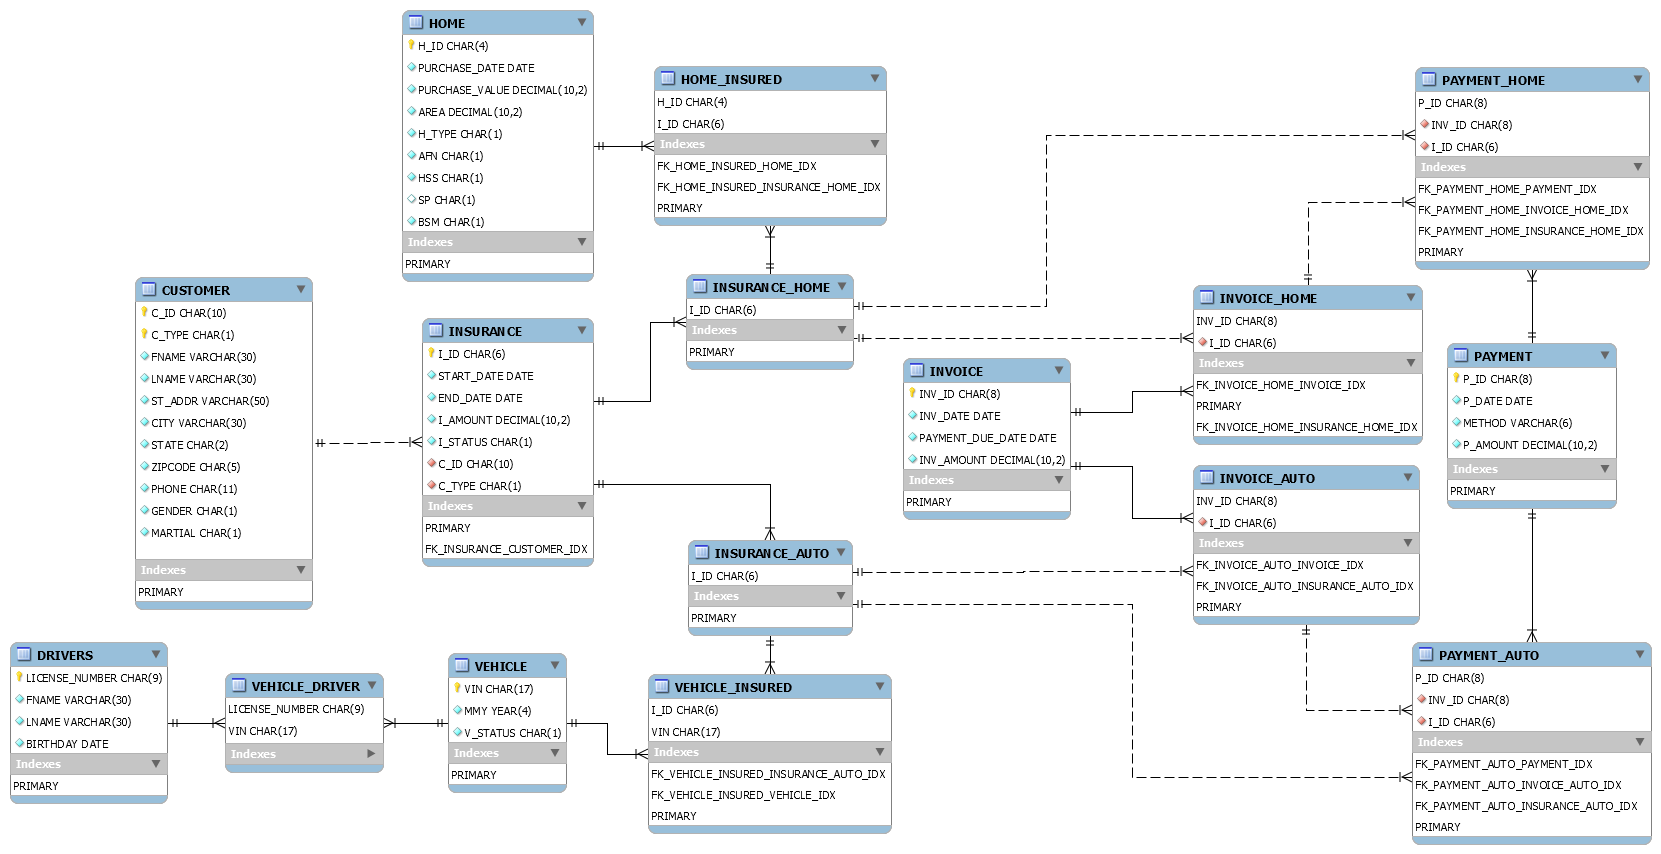 HOME
H_ID CHAR(4)
PURCHASE_DATE DATE
PURCHASE_VALUE DECIMAL(10,2)
AREA DECIMAL(10,2)
H_TYPE CHAR(1)
AFN CHAR(1)
HSS CHAR(1)
SP CHAR(1)
BSM CHAR(1)
Indexes
PRIMARY
HOME_INSURED
H_ID CHAR(4)
I_ID CHAR(6)
Indexes
FK_HOME_INSURED_HOME_IDX
FK_HOME_INSURED_INSURANCE_HOME_IDX
PRIMARY
PAYMENT_HOME
P_ID CHAR(8)
INV_ID CHAR(8)
I_ID CHAR(6)
Indexes
FK_PAYMENT_HOME_PAYMENT_IDX
FK_PAYMENT_HOME_INVOICE_HOME_IDX
FK_PAYMENT_HOME_INSURANCE_HOME_IDX
PRIMARY
CUSTOMER
C_ID CHAR(10)
C_TYPE CHAR(1)
FNAME VARCHAR(30)
LNAME VARCHAR(30)
ST_ADDR VARCHAR(50)
CITY VARCHAR(30)
STATE CHAR(2)
ZIPCODE CHAR(5)
PHONE CHAR(11)
GENDER CHAR(1)
MARTIAL CHAR(1)
Indexes
PRIMARY
INSURANCE
I_ID CHAR(6)
START_DATE DATE
END_DATE DATE
I_AMOUNT DECIMAL(10,2)
I_STATUS CHAR(1)
C_ID CHAR(10)
C_TYPE CHAR(1)
Indexes
PRIMARY
FK_INSURANCE_CUSTOMER_IDX
INSURANCE_HOME
I_ID CHAR(6)
Indexes
PRIMARY
INVOICE
INV_ID CHAR(8)
INV_DATE DATE
PAYMENT_DUE_DATE DATE
INV_AMOUNT DECIMAL(10,2)
Indexes
PRIMARY
INVOICE_HOME
INV_ID CHAR(8)
I_ID CHAR(6)
Indexes
FK_INVOICE_HOME_INVOICE_IDX
PRIMARY
FK_INVOICE_HOME_INSURANCE_HOME_IDX
PAYMENT
P_ID CHAR(8)
P_DATE DATE
METHOD VARCHAR(6)
P_AMOUNT DECIMAL(10,2)
Indexes
PRIMARY
INVOICE_AUTO
INV_ID CHAR(8)
I_ID CHAR(6)
Indexes
FK_INVOICE_AUTO_INVOICE_IDX
FK_INVOICE_AUTO_INSURANCE_AUTO_IDX
PRIMARY
INSURANCE_AUTO
I_ID CHAR(6)
Indexes
PRIMARY
DRIVERS
LICENSE_NUMBER CHAR(9)
FNAME VARCHAR(30)
LNAME VARCHAR(30)
BIRTHDAY DATE
Indexes
PRIMARY
VEHICLE_DRIVER
LICENSE_NUMBER CHAR(9)
VIN CHAR(17)
Indexes
VEHICLE
VIN CHAR(17)
MMY YEAR(4)
V_STATUS CHAR(1)
Indexes
PRIMARY
VEHICLE_INSURED
I_ID CHAR(6)
VIN CHAR(17)
Indexes
FK_VEHICLE_INSURED_INSURANCE_AUTO_IDX
FK_VEHICLE_INSURED_VEHICLE_IDX
PRIMARY
PAYMENT_AUTO
P_ID CHAR(8)
INV_ID CHAR(8)
I_ID CHAR(6)
Indexes
FK_PAYMENT_AUTO_PAYMENT_IDX
FK_PAYMENT_AUTO_INVOICE_AUTO_IDX
FK_PAYMENT_AUTO_INSURANCE_AUTO_IDX
PRIMARY